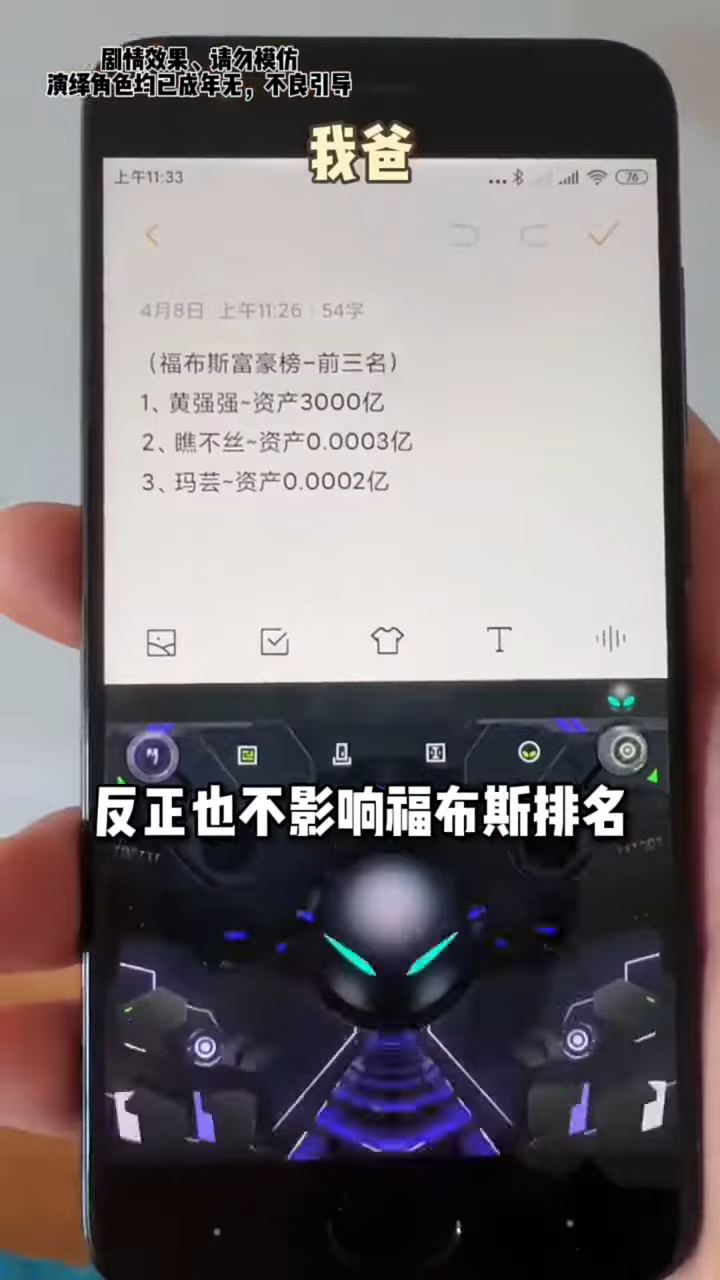 剧情效果、请勿模仿
演绎角色均已成年无，不良引导
我爸
上午11:33
76
4月8日 上午11:26 54字
（福布斯富豪榜-前三名）
1、黄强强~资产3000亿
2、瞧不丝~资产0.0003亿
3、玛芸~资产0.0002亿
T
反正也不影响福布斯排名